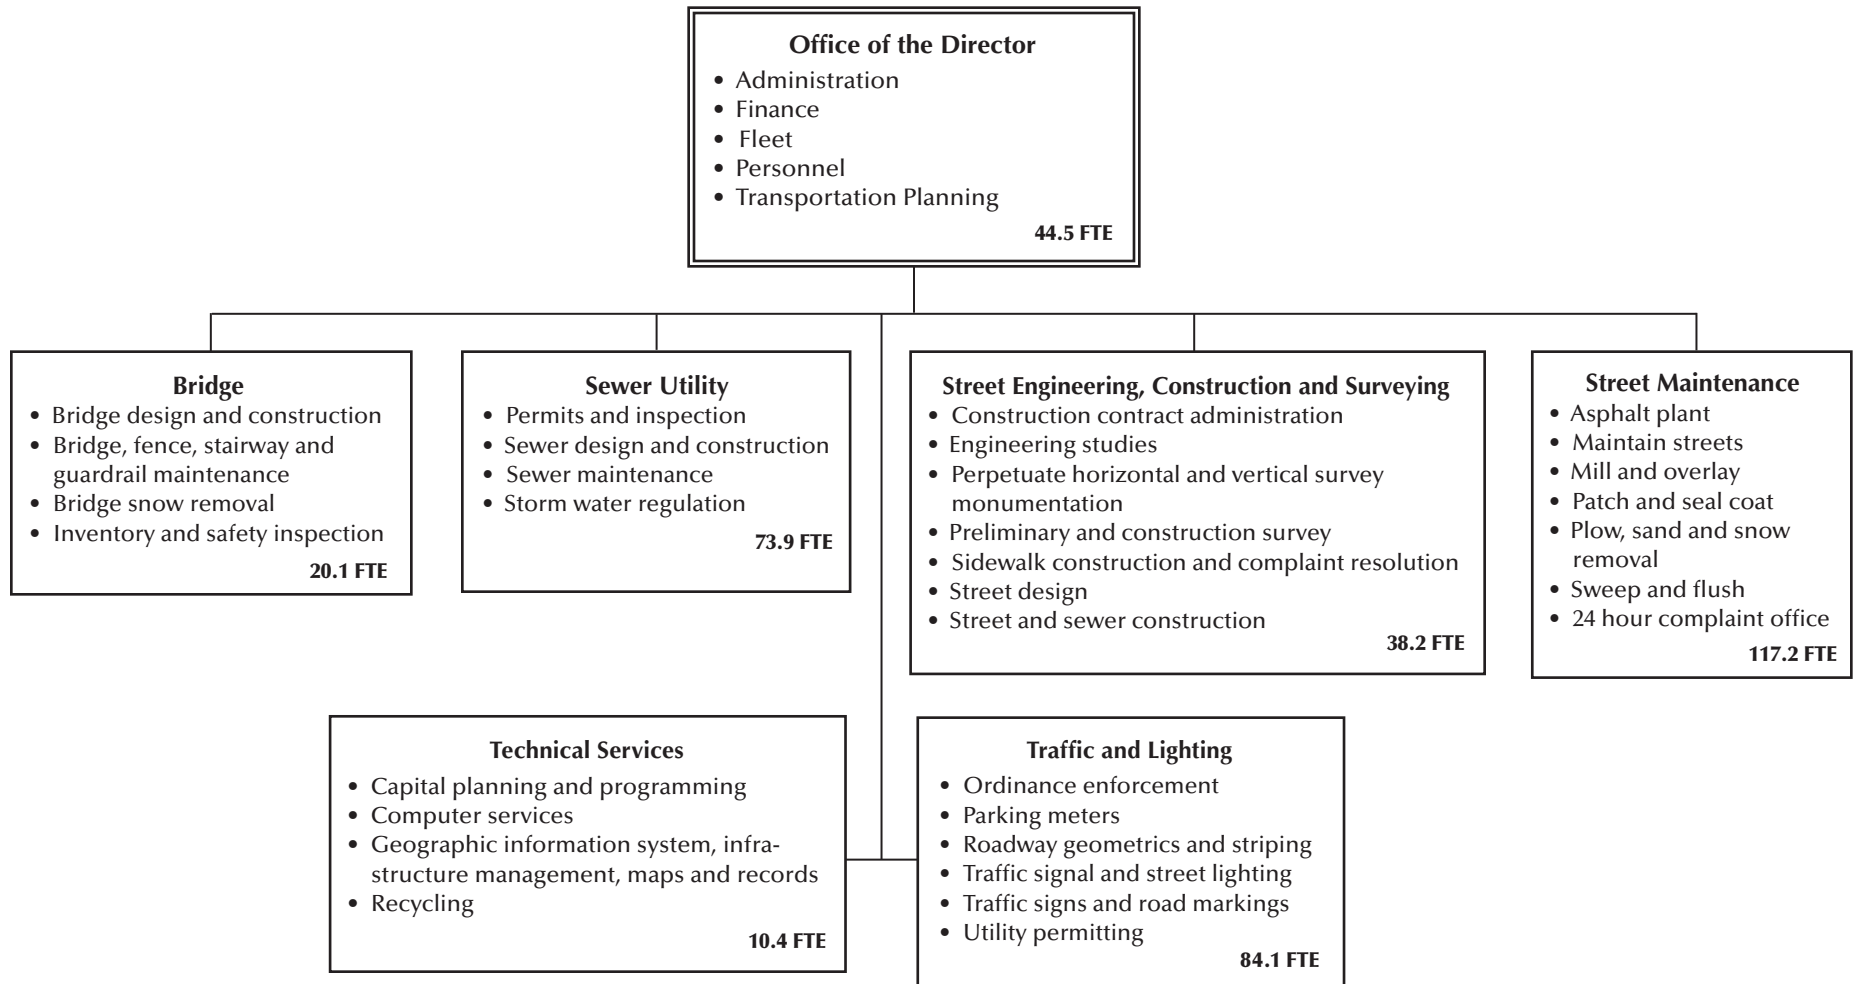 Office of the Director
• Administration
• Finance
• Fleet
• Personnel
• Transportation Planning
44.5 FTE
Bridge
• Bridge design and construction
• Bridge, fence, stairway and
guardrail maintenance
• Bridge snow removal
• Inventory and safety inspection
20.1 FTE
Sewer Utility
• Permits and inspection
• Sewer design and construction
• Sewer maintenance
• Storm water regulation
73.9 FTE
Street Engineering, Construction and Surveying
• Construction contract administration
• Engineering studies
• Perpetuate horizontal and vertical survey
monumentation
• Preliminary and construction survey
• Sidewalk construction and complaint resolution
• Street design
• Street and sewer construction
38.2 FTE
Street Maintenance
• Asphalt plant
• Maintain streets
• Mill and overlay
• Patch and seal coat
• Plow, sand and snow
removal
• Sweep and flush
• 24 hour complaint office
117.2 FTE
Technical Services
• Capital planning and programming
• Computer services
• Geographic information system, infra-
structure management, maps and records
• Recycling
10.4 FTE
Traffic and Lighting
• Ordinance enforcement
• Parking meters
• Roadway geometrics and striping
• Traffic signal and street lighting
• Traffic signs and road markings
• Utility permitting
84.1 FTE